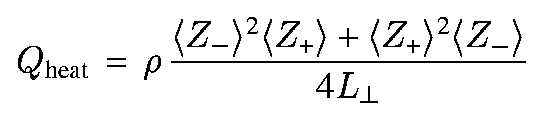 Q_heat = ρ (⟨Z_−⟩²⟨Z_+⟩ + ⟨Z_+⟩²⟨Z_−⟩) / (4L_⊥)